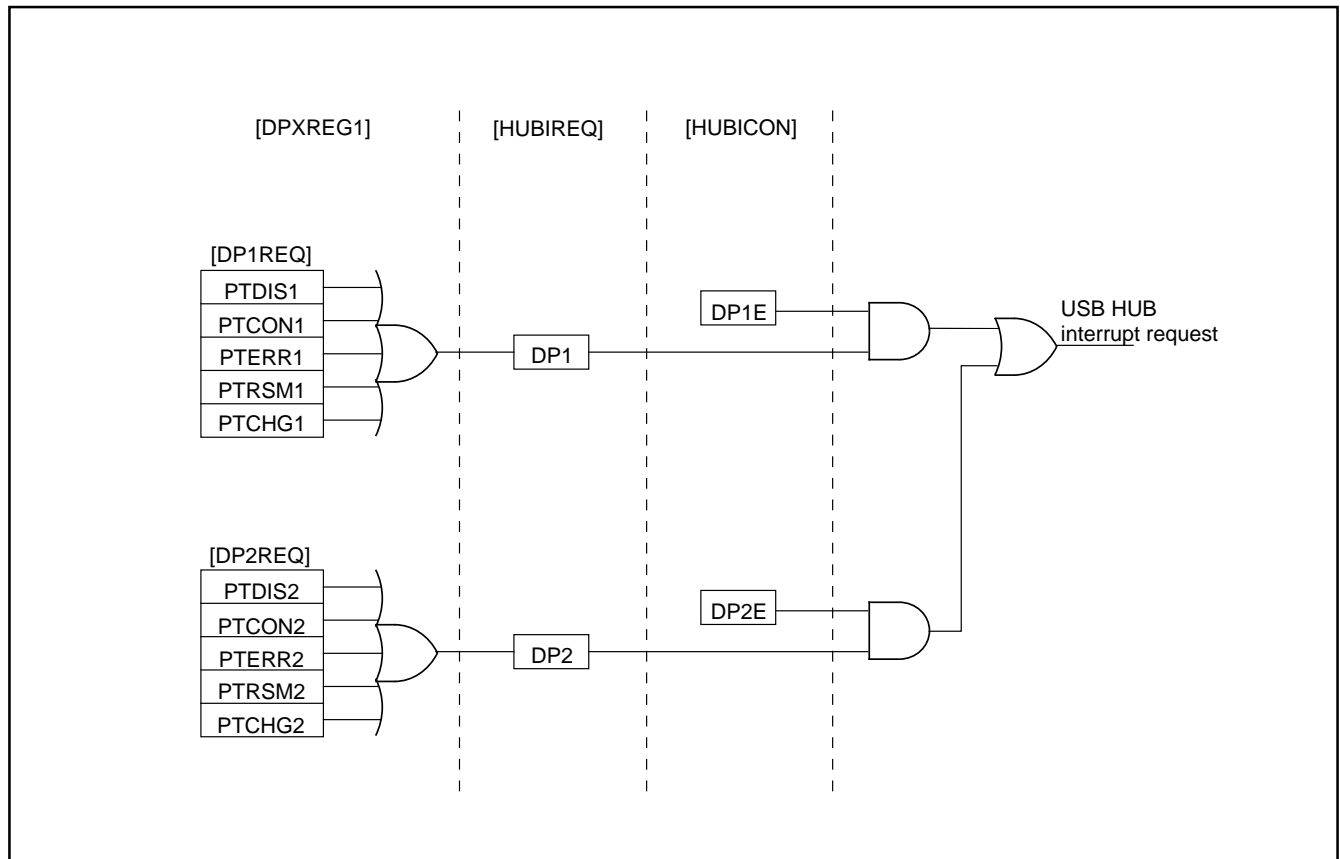 [DPXREG1]
[HUBIREQ]
[HUBICON]
[DP1REQ]
PTDIS1
PTCON1
PTERR1
PTRSM1
PTCHG1
DP1
DP1E
USB HUB
interrupt request
[DP2REQ]
PTDIS2
PTCON2
PTERR2
PTRSM2
PTCHG2
DP2
DP2E